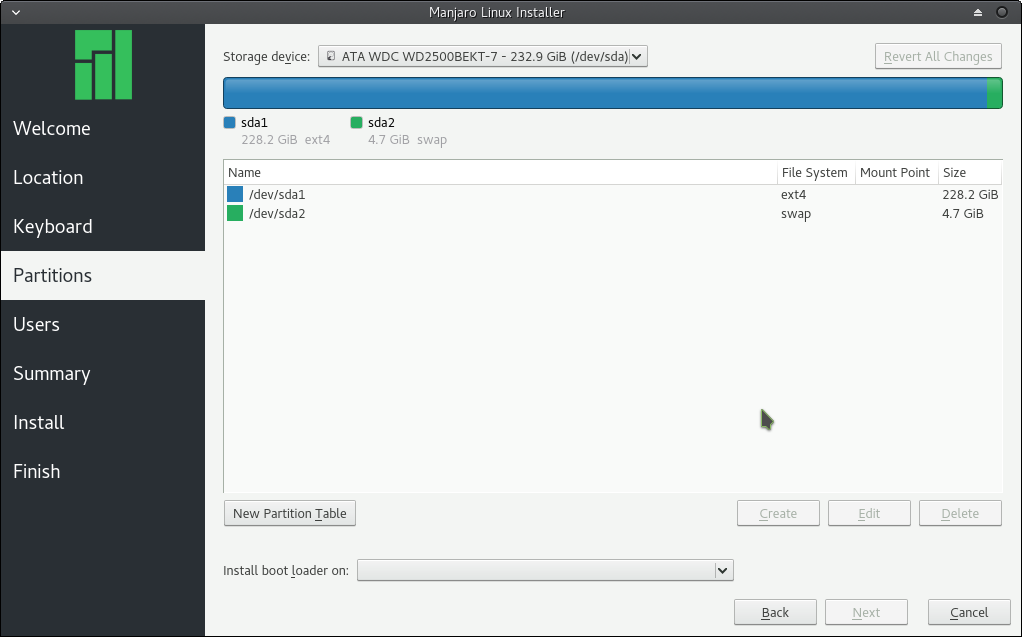 Manjaro Linux Installer
Welcome
Location
Keyboard
Partitions
Users
Summary
Install
Finish
Storage device: ATA WDC WD2500BEKT-7 - 232.9 GiB (/dev/sda) Revert All Changes
sda1 sda2
228.2 GiB ext4 4.7 GiB swap
Name File System Mount Point Size
/dev/sda1 ext4 228.2 GiB
/dev/sda2 swap 4.7 GiB
New Partition Table Create Edit Delete
Install boot loader on:
Back Next Cancel